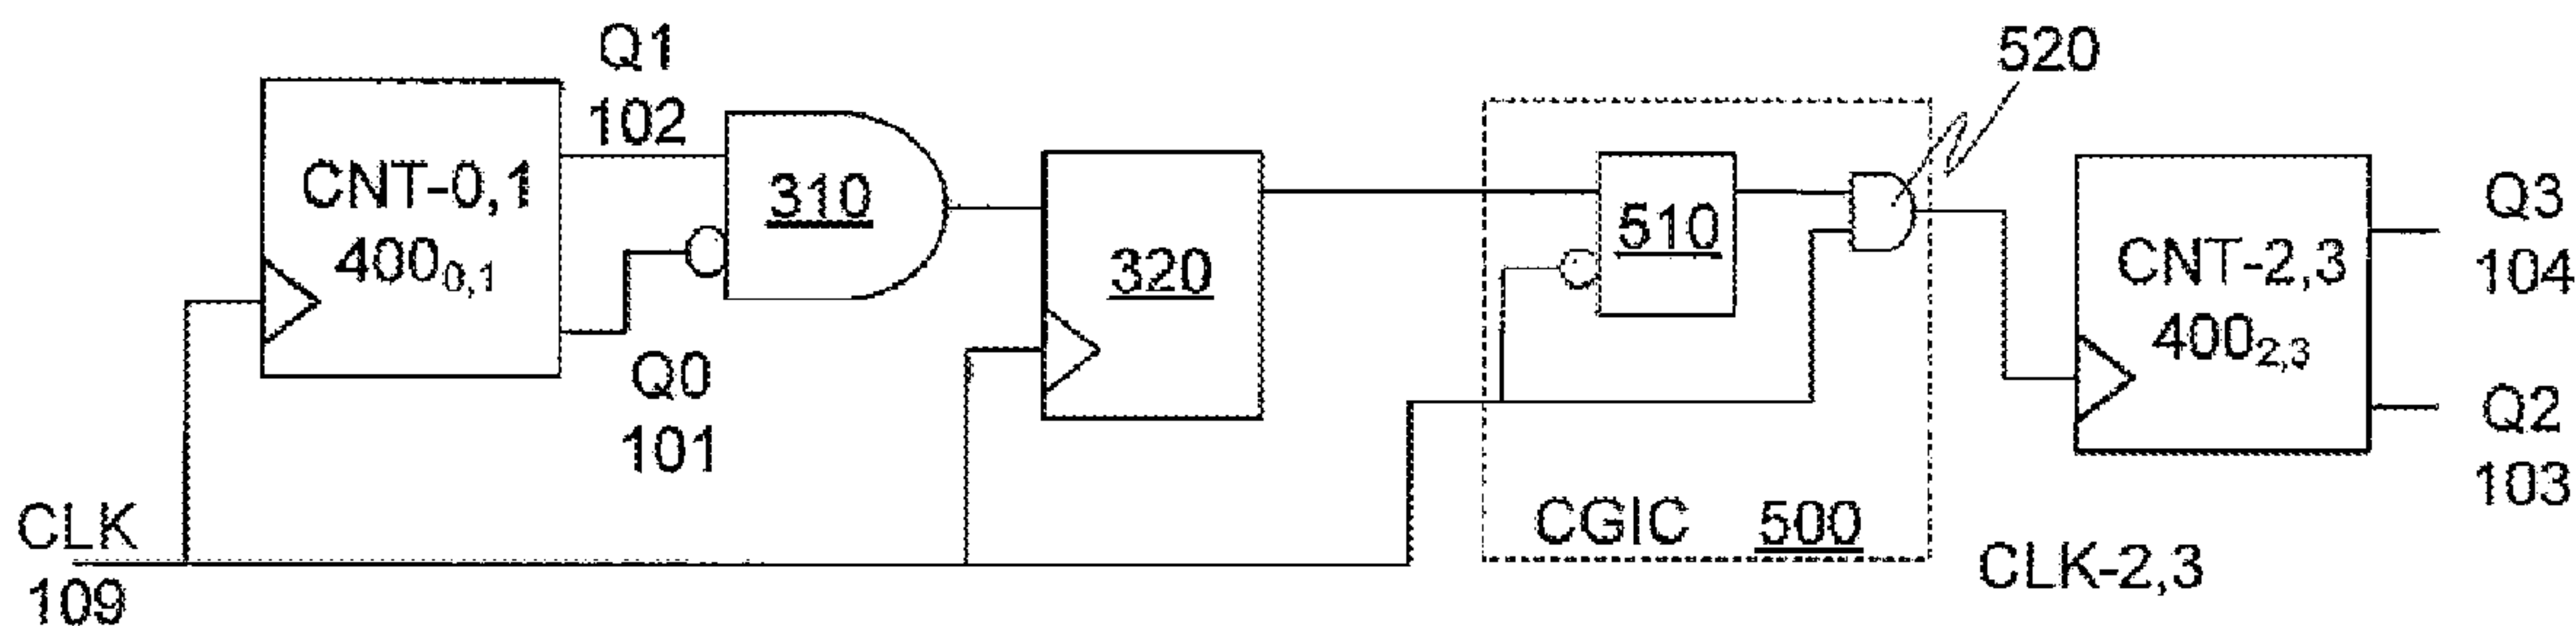 Q1
102
520
CNT-0,1
400₀,₁
310
320
510
Q3
104
CNT-2,3
400₂,₃
Q0
101
Q2
103
CLK
109
CGIC 500
CLK-2,3